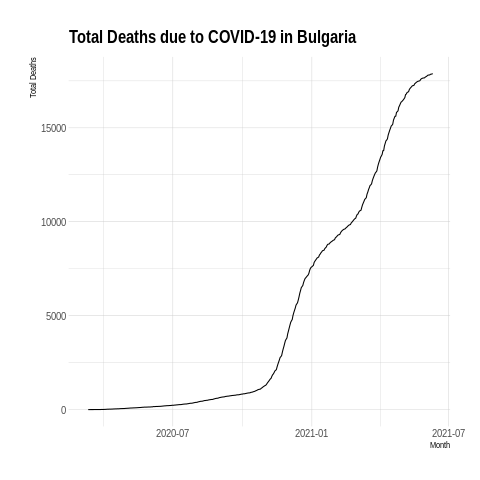 Total Deaths due to COVID-19 in Bulgaria
Total Deaths
15000
10000
5000
0
2020-07 2021-01 2021-07
Month